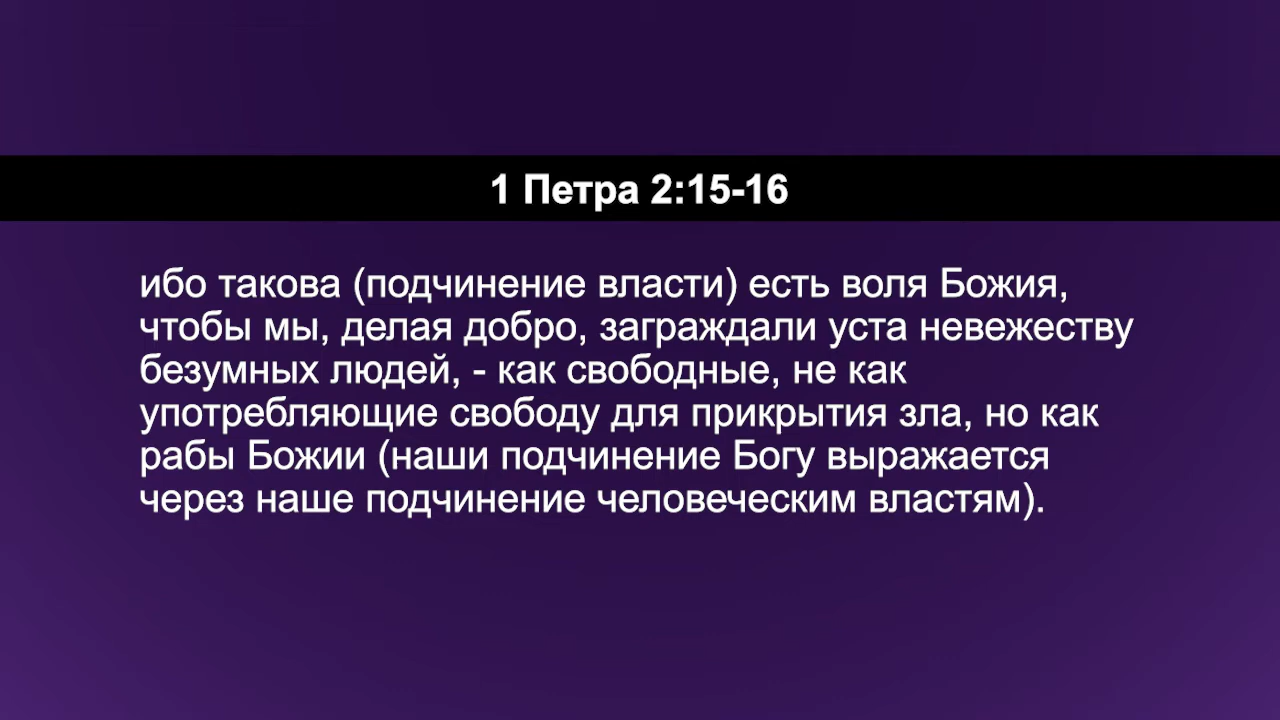 1 Петра 2:15-16
ибо такова (подчинение власти) есть воля Божия,
чтобы мы, делая добро, заграждали уста невежеству
безумных людей, - как свободные, не как
употребляющие свободу для прикрытия зла, но как
рабы Божии (наши подчинение Богу выражается
через наше подчинение человеческим властям).